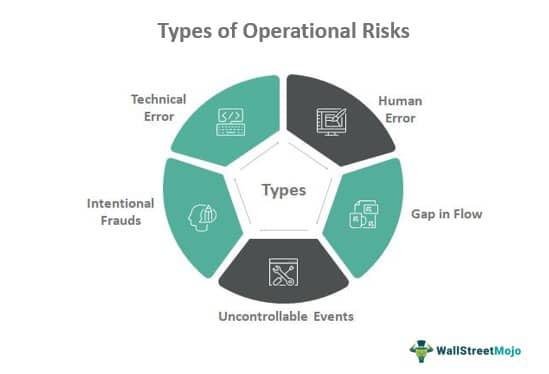 Types of Operational Risks
Technical
Error
Human
Error
Intentional
Frauds
Types
Gap in Flow
Uncontrollable Events
WallStreetMojo